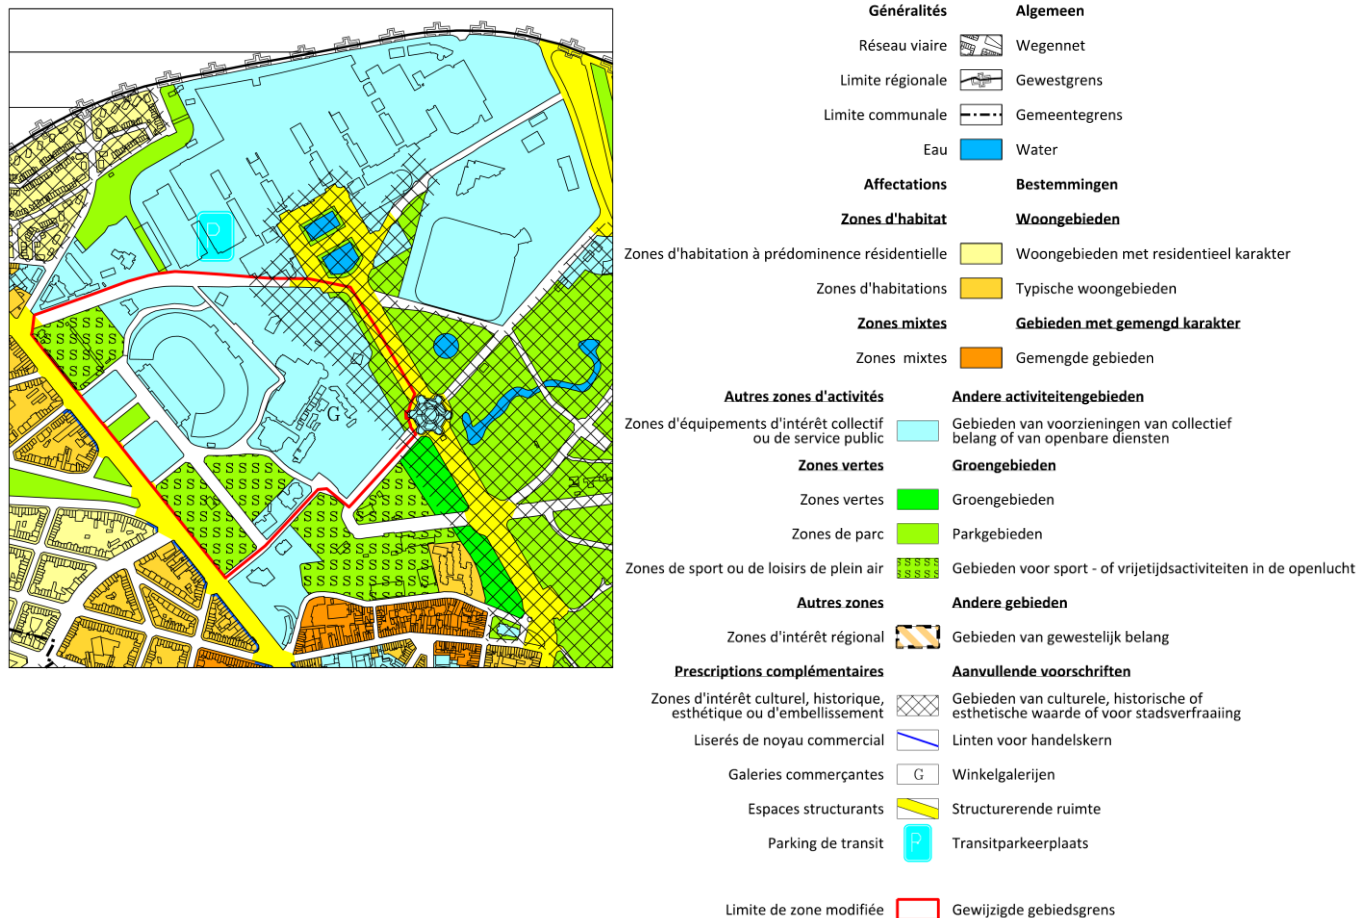 Généralités Algemeen
Réseau viaire Wegennet
Limite régionale Gewestgrens
Limite communale Gemeentegrens
Eau Water
Affectations Bestemmingen
Zones d'habitat Woongebieden
Zones d'habitation à prédominence résidentielle Woongebieden met residentieel karakter
Zones d'habitations Typische woongebieden
Zones mixtes Gebieden met gemengd karakter
Zones mixtes Gemengde gebieden
Autres zones d'activités Andere activiteitengebieden
Zones d'équipements d'intérêt collectif Gebieden van voorzieningen van collectief
ou de service public belang of van openbare diensten
Zones vertes Groengebieden
Zones vertes Groengebieden
Zones de parc Parkgebieden
Zones de sport ou de loisirs de plein air Gebieden voor sport - of vrijetijdsactiviteiten in de openlucht
Autres zones Andere gebieden
Zones d'intérêt régional Gebieden van gewestelijk belang
Prescriptions complémentaires Aanvullende voorschriften
Zones d'intérêt culturel, historique, Gebieden van culturele, historische of
esthétique ou d'embellissement esthetische waarde of voor stadsverfraaiing
Liserés de noyau commercial Linten voor handelskern
Galeries commerçantes G Winkelgalerijen
Espaces structurants Structurerende ruimte
Parking de transit P Transitparkeerplaats
Limite de zone modifiée Gewijzigde gebiedsgrens
P
G